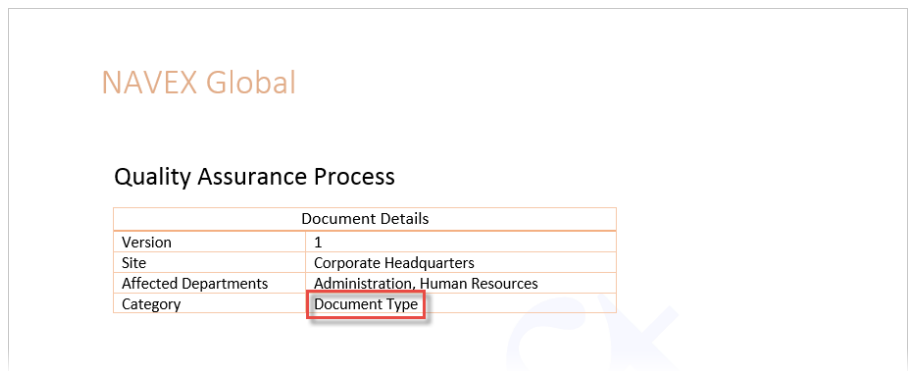 NAVEX Global
Quality Assurance Process
Document Details
Version 1
Site Corporate Headquarters
Affected Departments Administration, Human Resources
Category Document Type